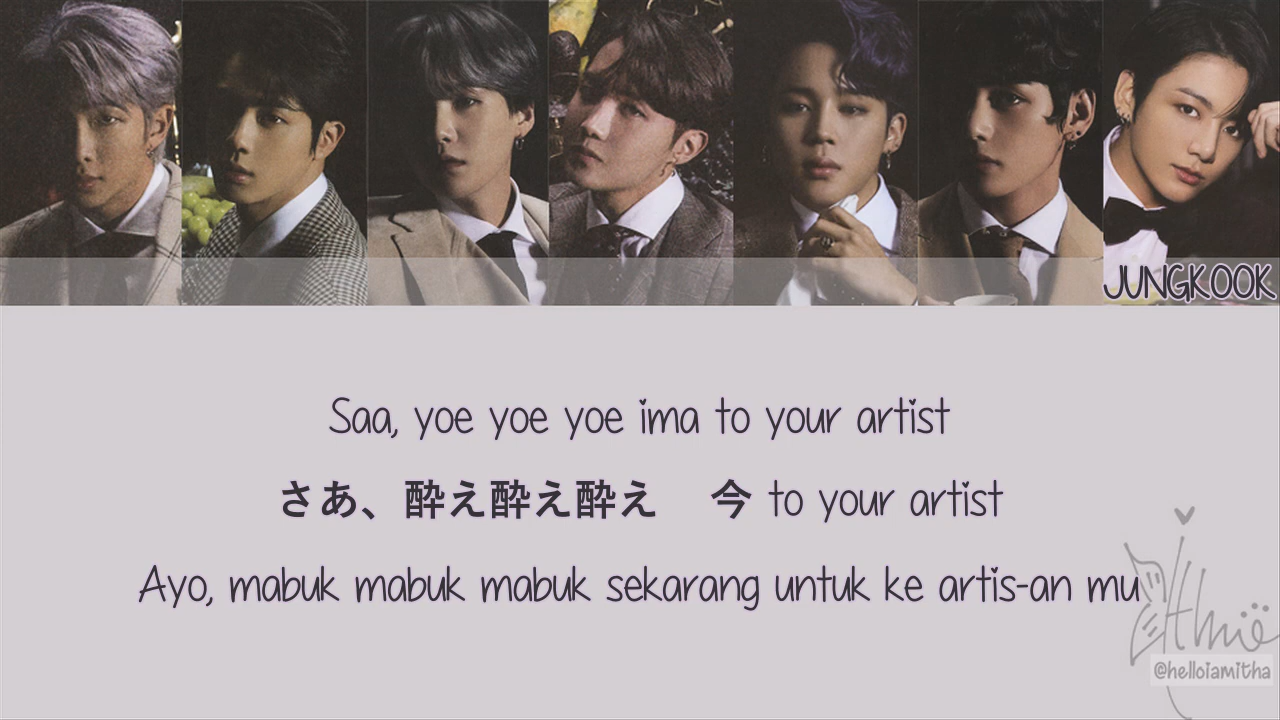 JUNGKOOK
Saa, yoe yoe yoe ima to your artist
さあ、酔え酔え酔え　今 to your artist
Ayo, mabuk mabuk mabuk sekarang untuk ke artis-an mu
@helloiamitha